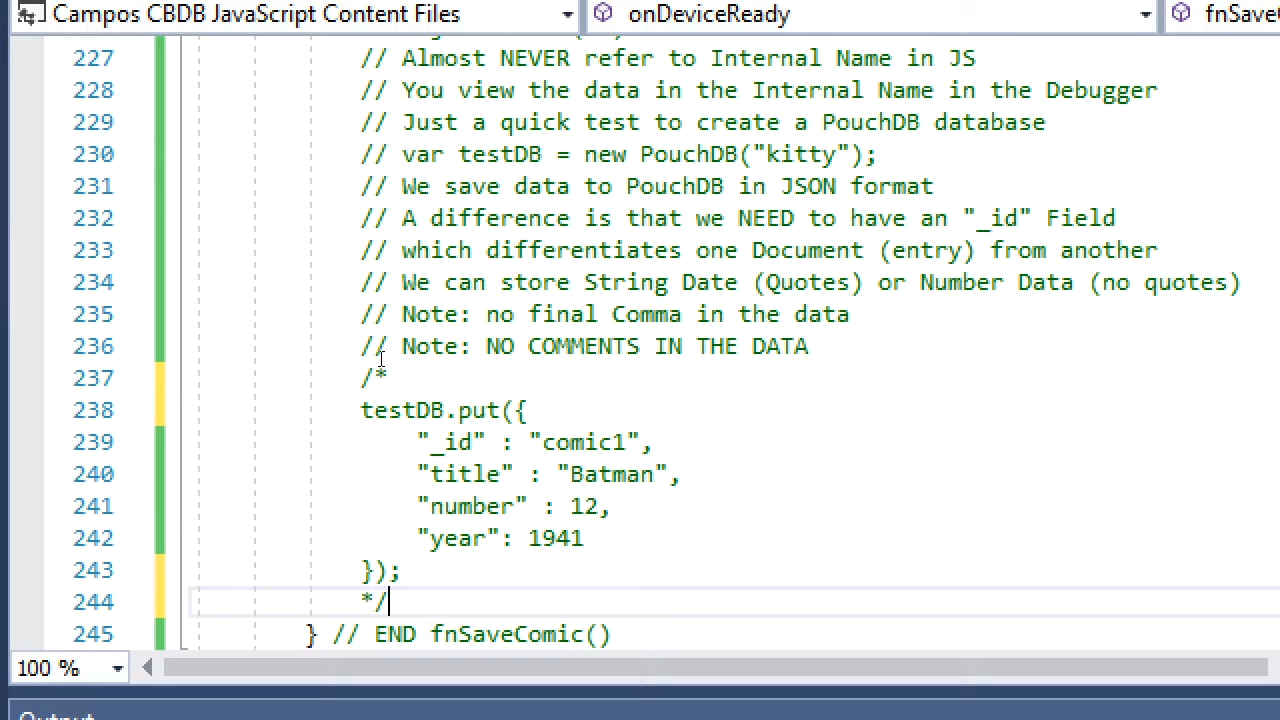 Campos CBDB JavaScript Content Files
onDeviceReady
227 // Almost NEVER refer to Internal Name in JS
228 // You view the data in the Internal Name in the Debugger
229 // Just a quick test to create a PouchDB database
230 // var testDB = new PouchDB("kitty");
231 // We save data to PouchDB in JSON format
232 // A difference is that we NEED to have an "_id" Field
233 // which differentiates one Document (entry) from another
234 // We can store String Date (Quotes) or Number Data (no quotes)
235 // Note: no final Comma in the data
236 // Note: NO COMMENTS IN THE DATA
237 /*
238 testDB.put({
239 "_id" : "comic1",
240 "title" : "Batman",
241 "number" : 12,
242 "year": 1941
243 });
244 */
245 } // END fnSaveComic()
100 %
Output